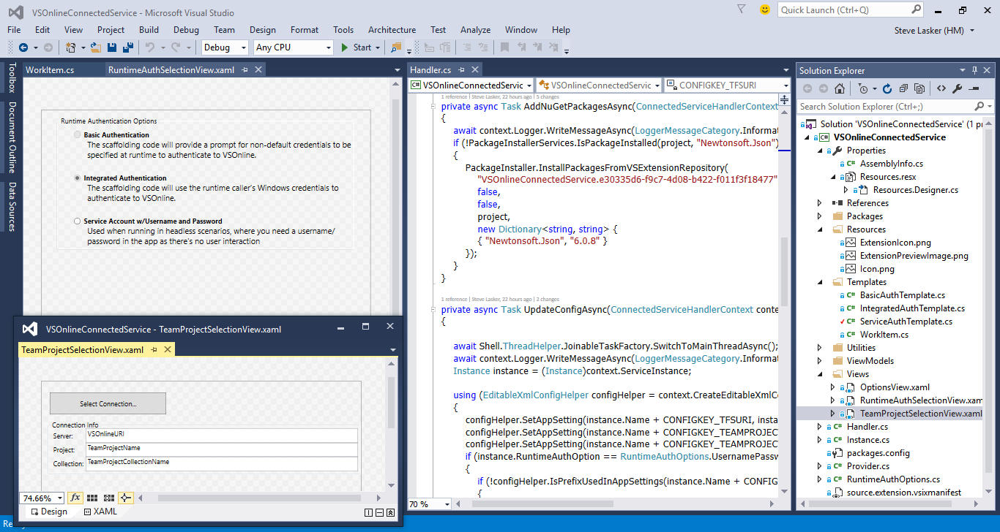 VSOnlineConnectedService - Microsoft Visual Studio
Quick Launch (Ctrl+Q)
File Edit View Project Build Debug Team Design Format Tools Architecture Test Analyze Window Help
Steve Lasker (HM)
Debug Any CPU Start
Toolbox
Document Outline
Data Sources
WorkItem.cs RuntimeAuthSelectionView.xaml
Runtime Authentication Options
Basic Authentication
The scaffolding code will provide a prompt for non-default credentials to be
specified at runtime to authenticate to VSOnline.
Integrated Authentication
The scaffolding code will use the runtime caller's Windows credentials to
authenticate to VSOnline.
Service Account w/Username and Password
Used when running in headless scenarios, where you need a username/
password in the app as there's no user interaction
VSOnlineConnectedService - TeamProjectSelectionView.xaml
TeamProjectSelectionView.xaml
Select Connection...
Connection Info
Server: VSOnlineURI
Project: TeamProjectName
Collection: TeamProjectCollectionName
74.66% fx
Design XAML
Handler.cs
VSOnlineConnectedServic VSOnlineConnectedServic CONFIGKEY_TFSURI
1 reference | Steve Lasker, 22 hours ago | 5 changes
private async Task AddNuGetPackagesAsync(ConnectedServiceHandlerContext
{
await context.Logger.WriteMessageAsync(LoggerMessageCategory.Informat
if (!PackageInstallerServices.IsPackageInstalled(project, "Newtonsoft.Json")
{
PackageInstaller.InstallPackagesFromVSExtensionRepository(
"VSOnlineConnectedService.e30335d6-f9c7-4d08-b422-f011f3f18477"
false,
false,
project,
new Dictionary<string, string> {
{ "Newtonsoft.Json", "6.0.8" }
});
}
}
1 reference | Steve Lasker, 22 hours ago | 2 changes
private async Task UpdateConfigAsync(ConnectedServiceHandlerContext conte
{
await Shell.ThreadHelper.JoinableTaskFactory.SwitchToMainThreadAsync();
await context.Logger.WriteMessageAsync(LoggerMessageCategory.Informat
Instance instance = (Instance)context.ServiceInstance;
using (EditableXmlConfigHelper configHelper = context.CreateEditableXmlCo
{
configHelper.SetAppSetting(instance.Name + CONFIGKEY_TFSURI, insta
configHelper.SetAppSetting(instance.Name + CONFIGKEY_TEAMPROJEC
configHelper.SetAppSetting(instance.Name + CONFIGKEY_TEAMPROJEC
if (instance.RuntimeAuthOption == RuntimeAuthOptions.UsernamePassw
{
if (!configHelper.IsPrefixUsedInAppSettings(instance.Name + CONFIG
{
70 %
Solution Explorer
Search Solution Explorer (Ctrl+;)
Solution 'VSOnlineConnectedService' (1 pr
C# VSOnlineConnectedService
Properties
C# AssemblyInfo.cs
Resources.resx
Resources.Designer.cs
References
Packages
Resources
ExtensionIcon.png
ExtensionPreviewImage.png
Icon.png
Templates
C# BasicAuthTemplate.cs
C# IntegratedAuthTemplate.cs
C# ServiceAuthTemplate.cs
C# WorkItem.cs
Utilities
ViewModels
Views
OptionsView.xaml
RuntimeAuthSelectionView.xam
TeamProjectSelectionView.xaml
C# Handler.cs
C# Instance.cs
packages.config
C# Provider.cs
C# RuntimeAuthOptions.cs
source.extension.vsixmanifest